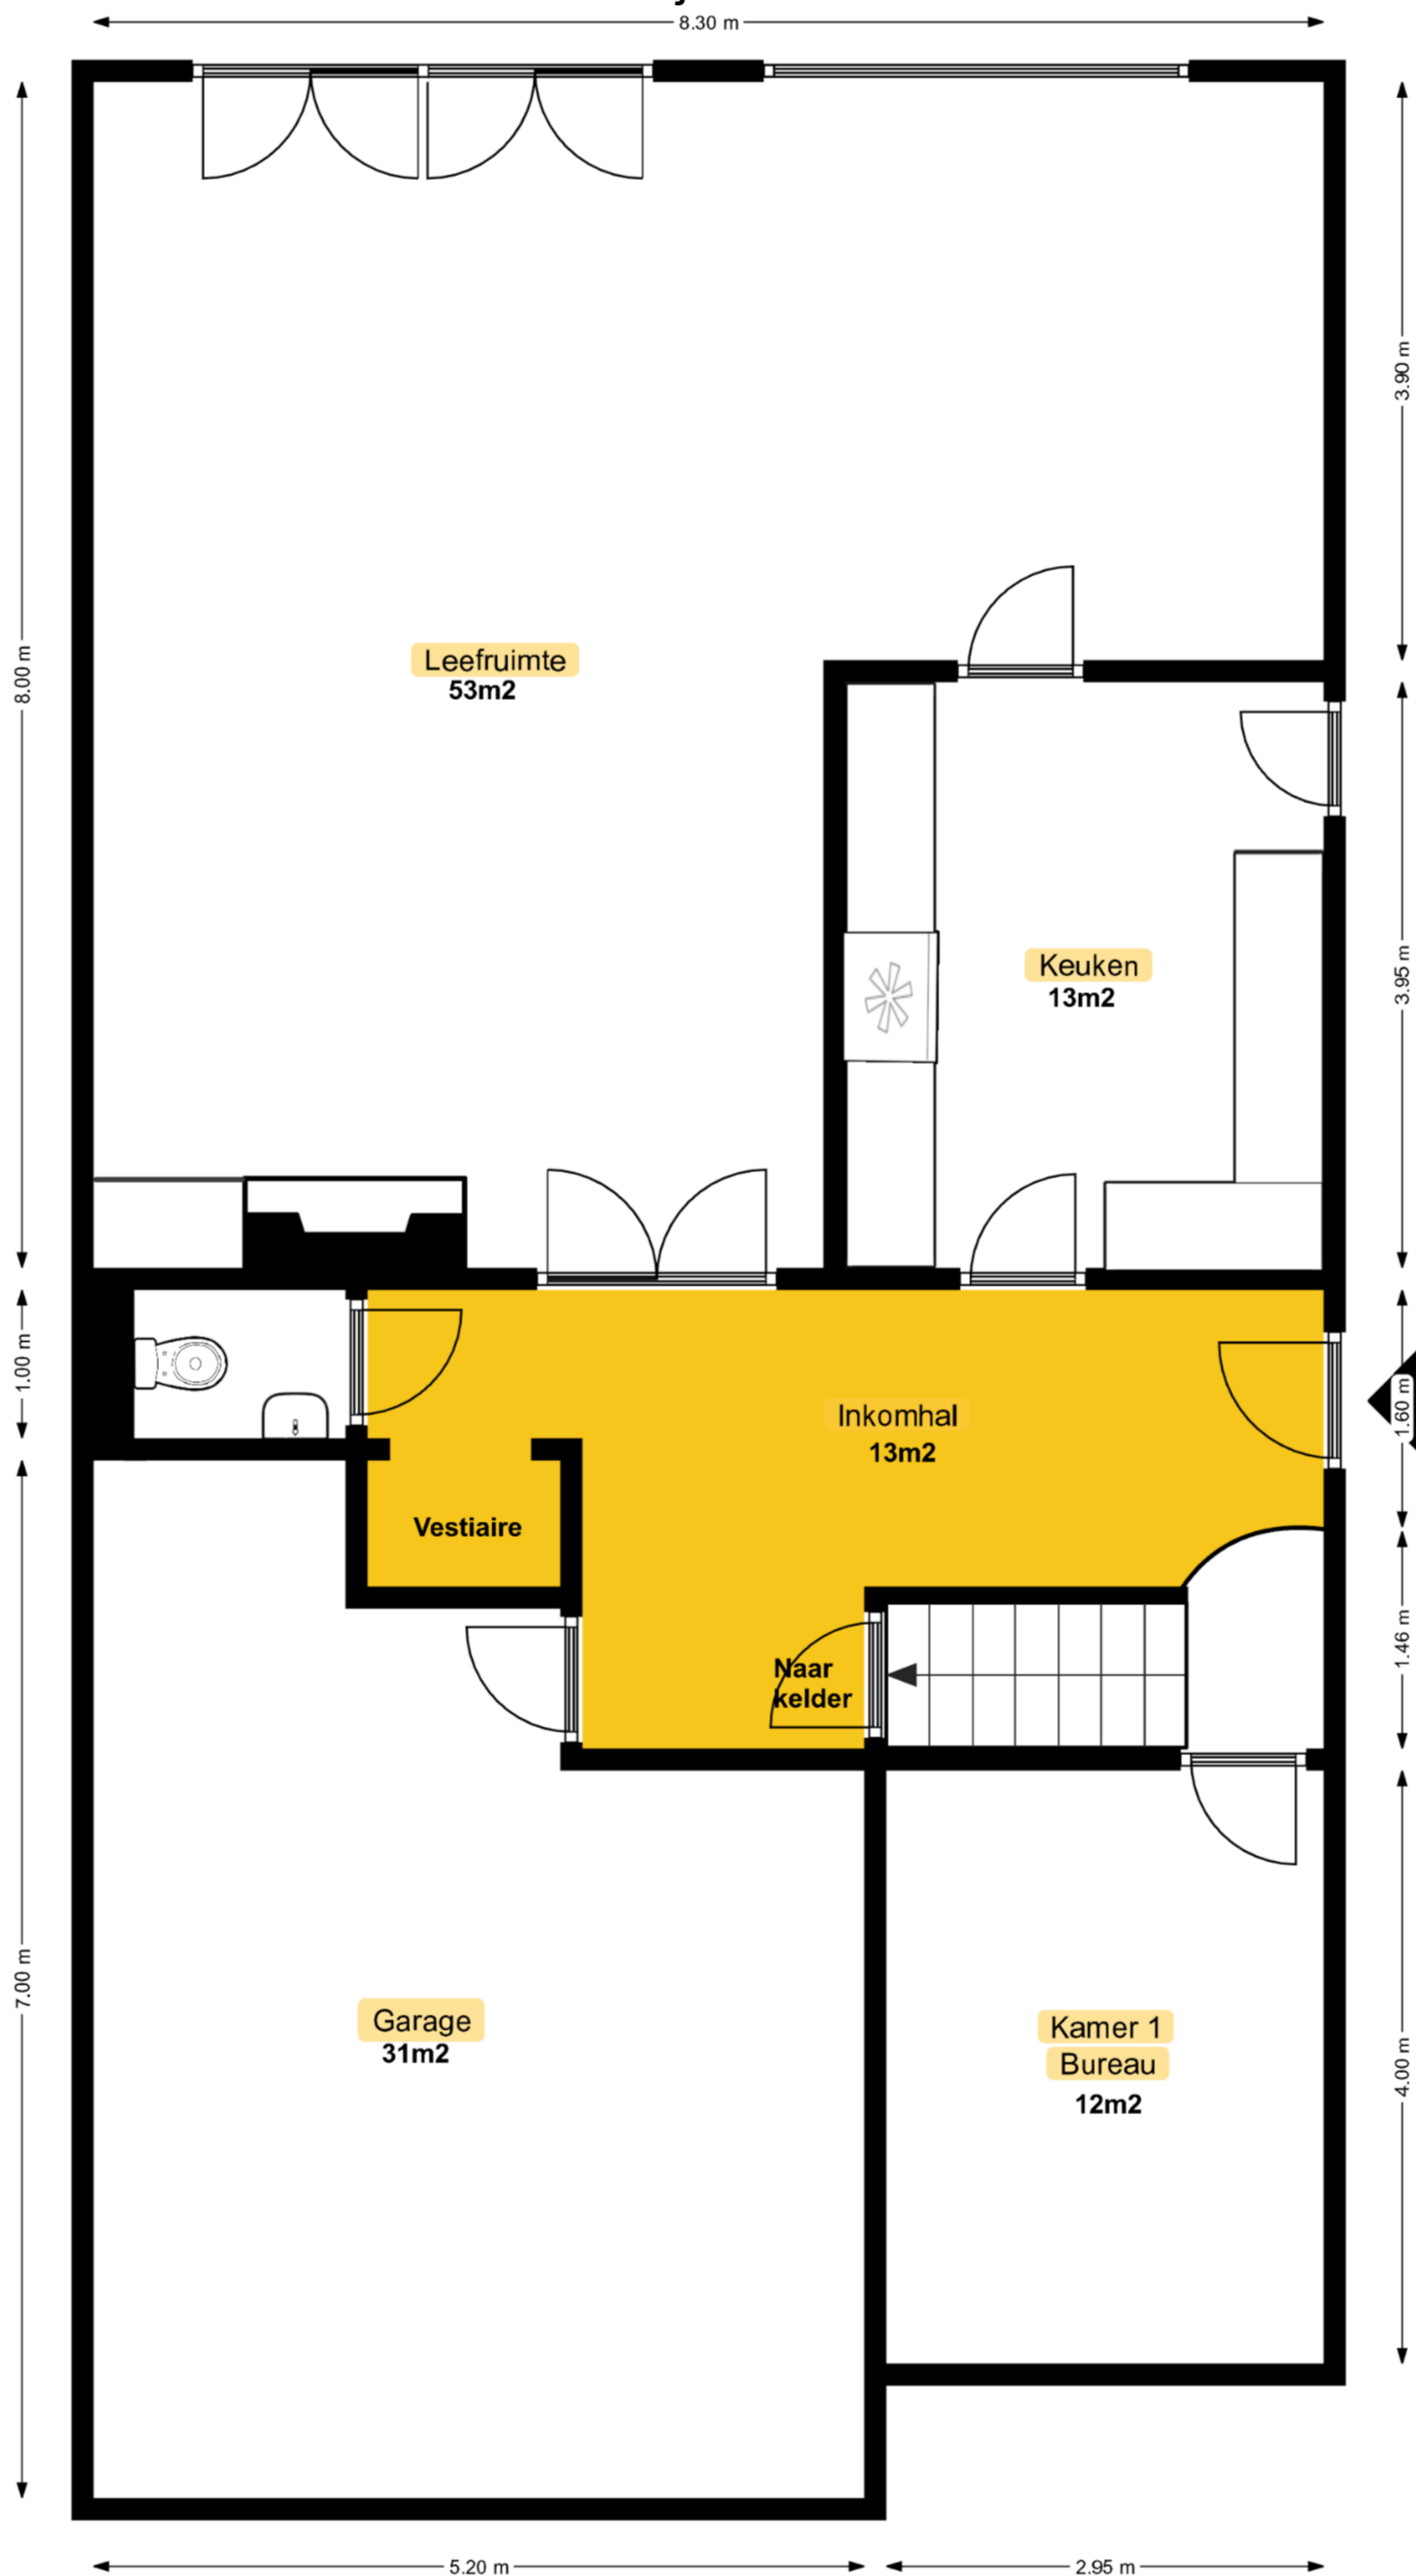 8.30 m
3.90 m
8.00 m
Leefruimte
53m2
Keuken
13m2
3.95 m
1.00 m
Inkomhal
13m2
1.60 m
Vestiaire
1.46 m
Naar
kelder
7.00 m
Garage
31m2
Kamer 1
Bureau
12m2
4.00 m
5.20 m
2.95 m